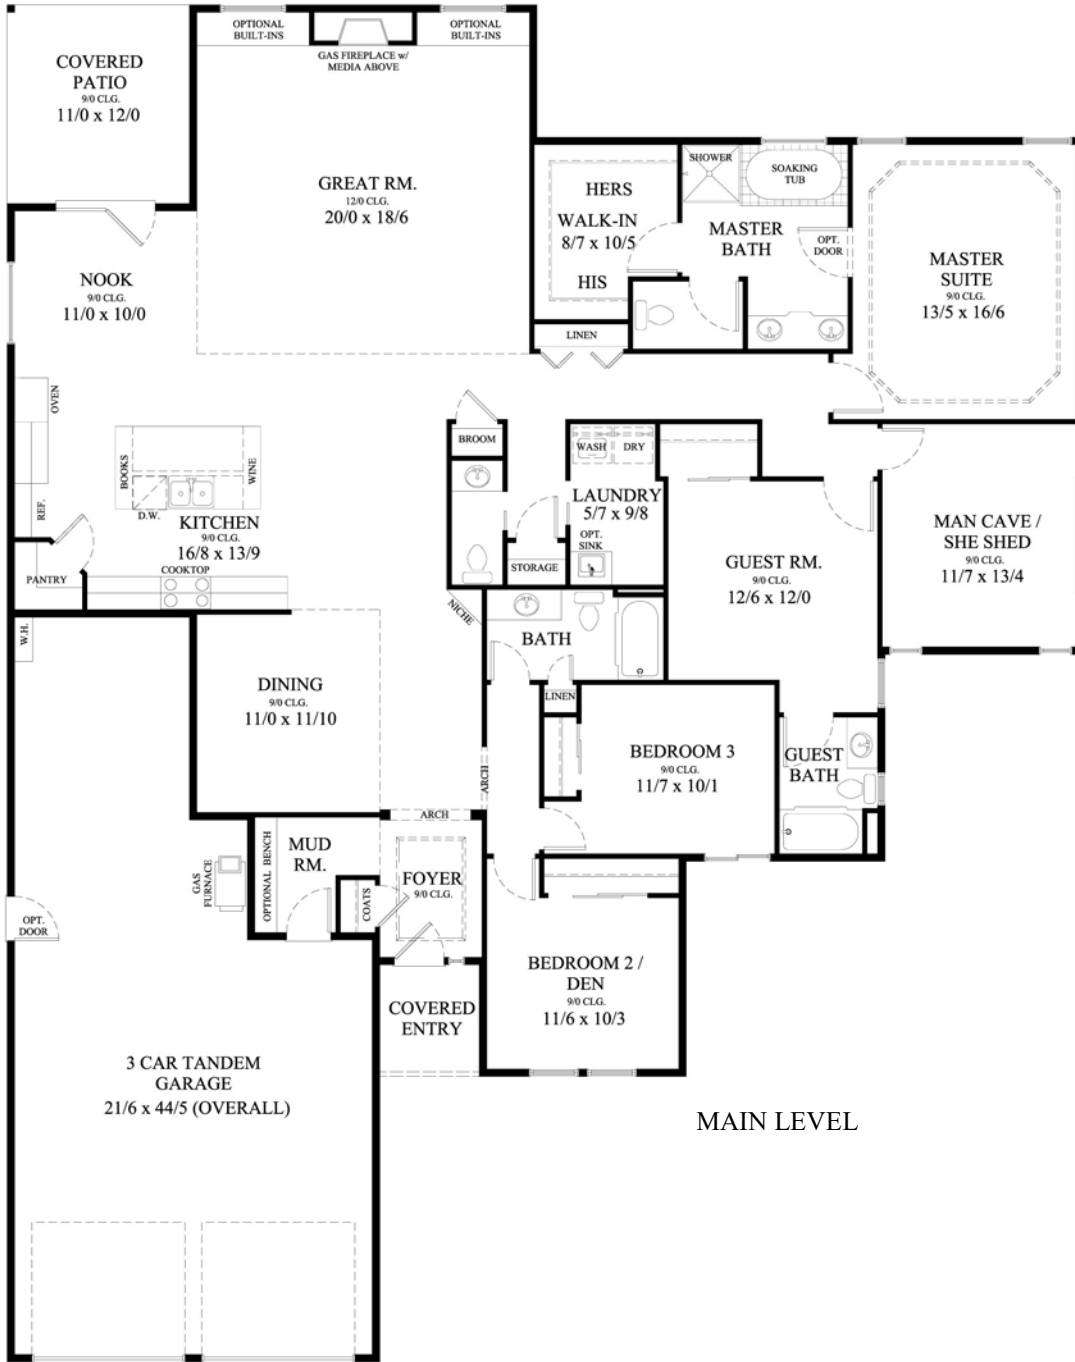 OPTIONAL
BUILT-INS
OPTIONAL
BUILT-INS
GAS FIREPLACE w/
MEDIA ABOVE
COVERED
PATIO
9/0 CLG.
11/0 x 12/0
GREAT RM.
12/0 CLG.
20/0 x 18/6
HERS
WALK-IN
8/7 x 10/5
HIS
SHOWER
SOAKING
TUB
MASTER
BATH
OPT.
DOOR
MASTER
SUITE
9/0 CLG.
13/5 x 16/6
NOOK
9/0 CLG.
11/0 x 10/0
LINEN
OVEN
BOOKS
WINE
REF.
D.W.
KITCHEN
9/0 CLG.
16/8 x 13/9
COOKTOP
PANTRY
BROOM
WASH
DRY
LAUNDRY
5/7 x 9/8
OPT.
SINK
STORAGE
GUEST RM.
9/0 CLG.
12/6 x 12/0
MAN CAVE /
SHE SHED
9/0 CLG.
11/7 x 13/4
NICHE
W.H.
BATH
LINEN
DINING
9/0 CLG.
11/0 x 11/10
BEDROOM 3
9/0 CLG.
11/7 x 10/1
GUEST
BATH
ARCH
ARCH
MUD
RM.
OPTIONAL BENCH
GAS
FURNACE
COATS
FOYER
9/0 CLG.
OPT.
DOOR
BEDROOM 2 /
DEN
9/0 CLG.
11/6 x 10/3
COVERED
ENTRY
3 CAR TANDEM
GARAGE
21/6 x 44/5 (OVERALL)
MAIN LEVEL